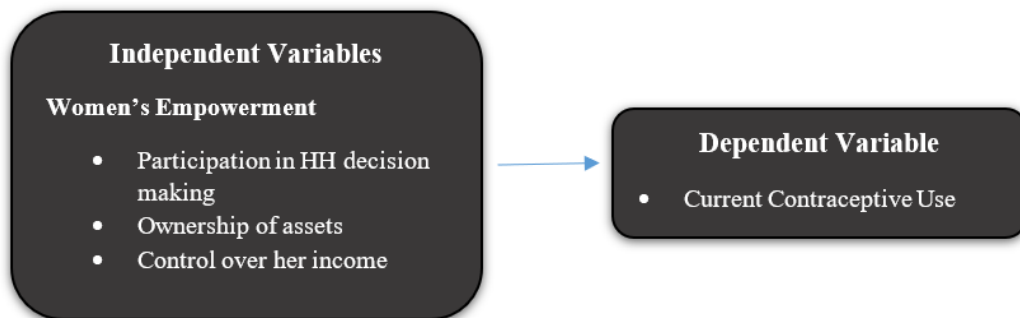 Independent Variables
Women’s Empowerment
• Participation in HH decision
making
• Ownership of assets
• Control over her income
Dependent Variable
• Current Contraceptive Use